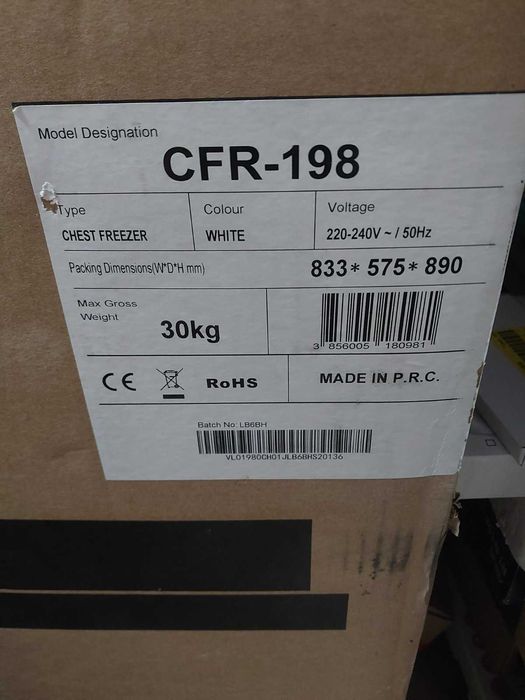 Model Designation
CFR-198
Type
CHEST FREEZER
Colour
WHITE
Voltage
220-240V ~ / 50Hz
Packing Dimensions(W*D*H mm)
833* 575* 890
Max Gross
Weight
30kg
3 856005 180981
CE
RoHS
MADE IN P.R.C.
Batch No: LB6BH
VL01980CH01JLB6BHS20136